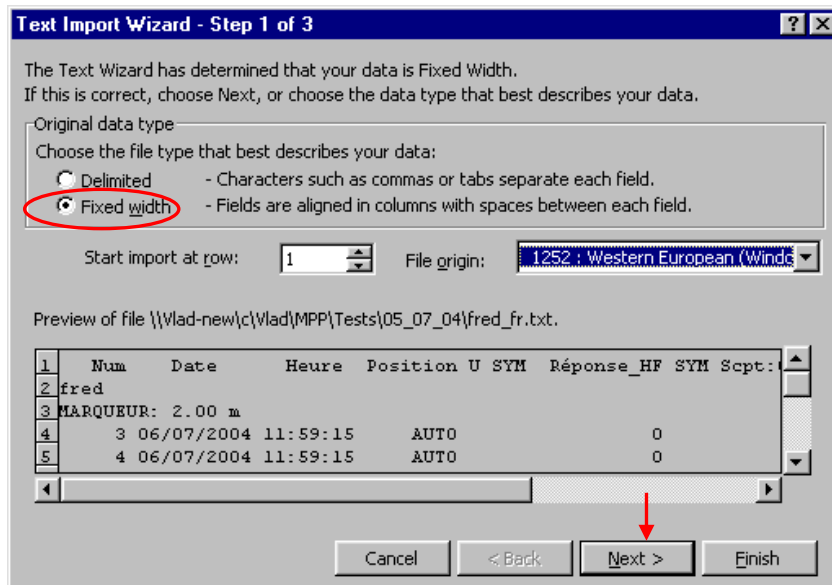 Text Import Wizard - Step 1 of 3
The Text Wizard has determined that your data is Fixed Width.
If this is correct, choose Next, or choose the data type that best describes your data.
Original data type
Choose the file type that best describes your data:
Delimited - Characters such as commas or tabs separate each field.
Fixed width - Fields are aligned in columns with spaces between each field.
Start import at row: 1 File origin: 1252 : Western European (Windo
Preview of file \\Vlad-new\c\Vlad\MPP\Tests\05_07_04\fred_fr.txt.
1 Num Date Heure Position U SYM Réponse_HF SYM Scpt:
2 fred
3 MARQUEUR: 2.00 m
4 3 06/07/2004 11:59:15 AUTO 0
5 4 06/07/2004 11:59:15 AUTO 0
Cancel < Back Next > Finish